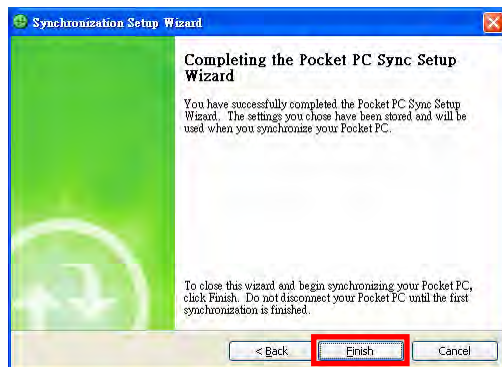 Synchronization Setup Wizard
Completing the Pocket PC Sync Setup
Wizard
You have successfully completed the Pocket PC Sync Setup
Wizard. The settings you chose have been stored and will be
used when you synchronize your Pocket PC.
To close this wizard and begin synchronizing your Pocket PC,
click Finish. Do not disconnect your Pocket PC until the first
synchronization is finished.
< Back
Finish
Cancel